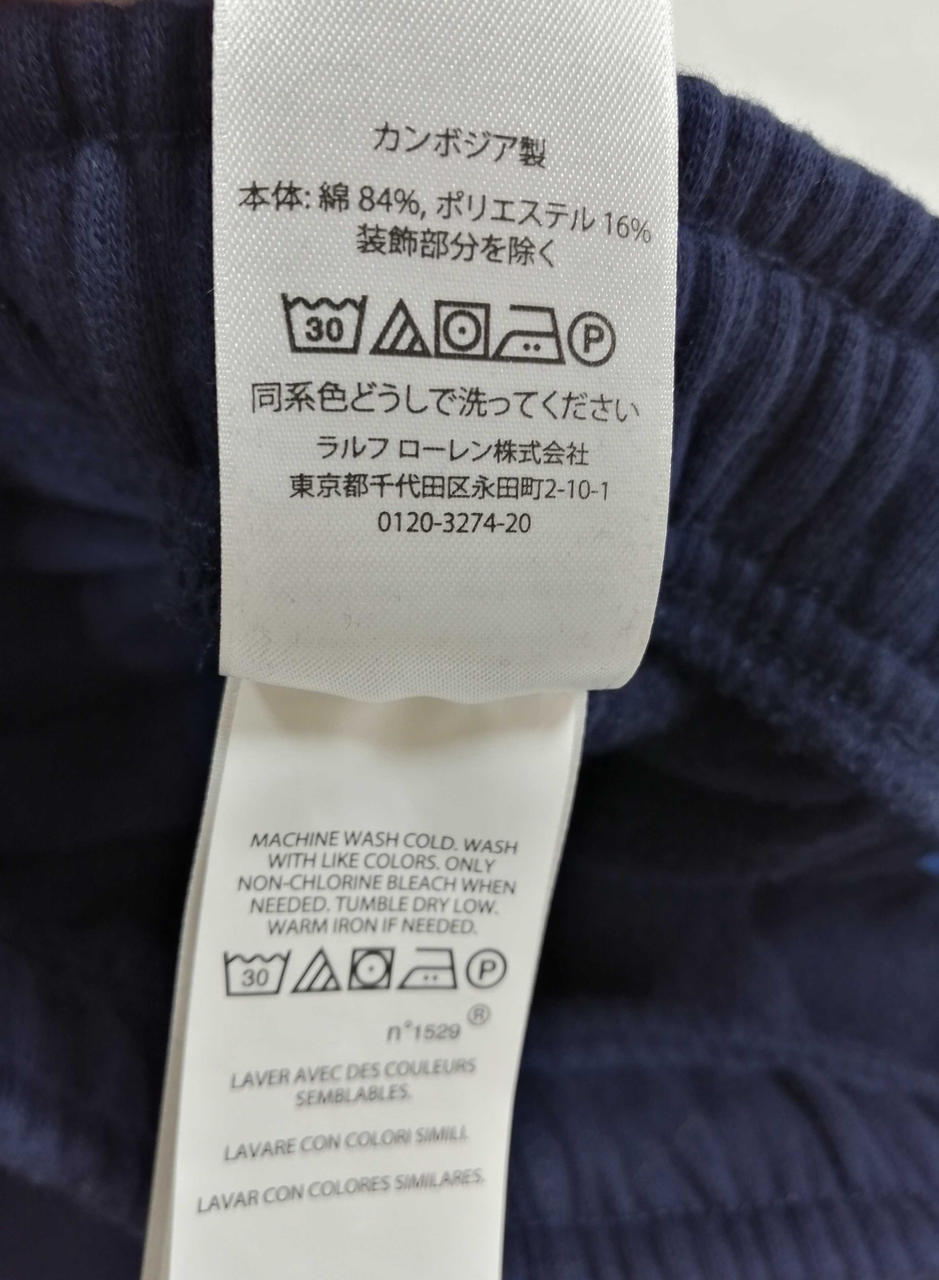 カンボジア製
本体: 綿 84%, ポリエステル 16%
装飾部分を除く
30 P
同系色どうしで洗ってください
ラルフ ローレン株式会社
東京都千代田区永田町2-10-1
0120-3274-20
MACHINE WASH COLD. WASH
WITH LIKE COLORS. ONLY
NON-CHLORINE BLEACH WHEN
NEEDED. TUMBLE DRY LOW.
WARM IRON IF NEEDED.
30 P
n°1529 ®
LAVER AVEC DES COULEURS
SEMBLABLES.
LAVARE CON COLORI SIMILI.
LAVAR CON COLORES SIMILARES.